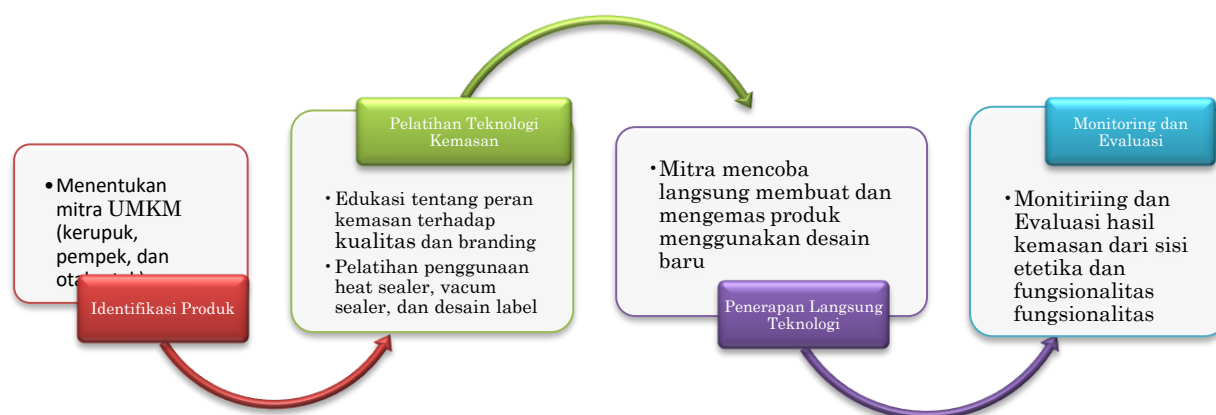 •Menentukan
mitra UMKM
(kerupuk,
pempek, dan
Identifikasi Produk
Pelatihan Teknologi
Kemasan
•Edukasi tentang peran
kemasan terhadap
kualitas dan branding
•Pelatihan penggunaan
heat sealer, vacum
sealer, dan desain label
•Mitra mencoba
langsung membuat dan
mengemas produk
menggunakan desain
baru
Penerapan Langsung
Teknologi
Monitoring dan
Evaluasi
•Monitiriing dan
Evaluasi hasil
kemasan dari sisi
etetika dan
fungsionalitas
fungsionalitas